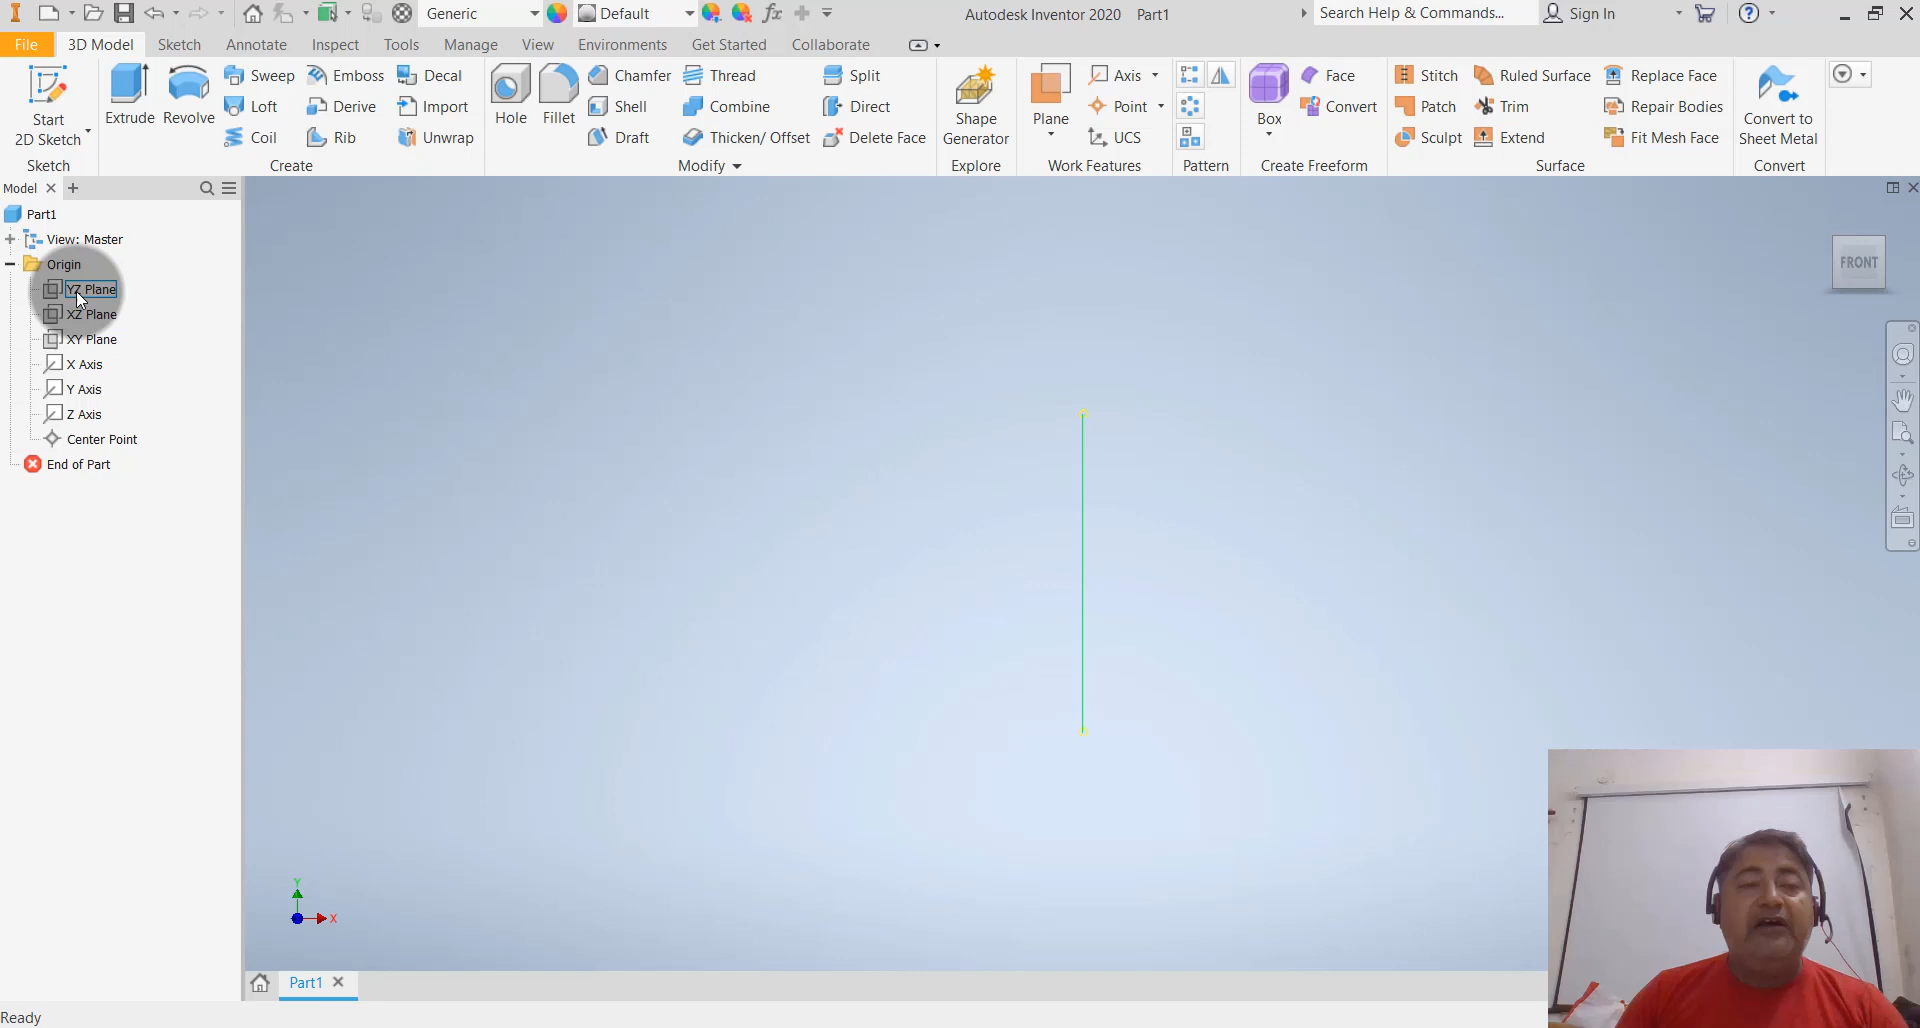 Generic
Default
fx
Autodesk Inventor 2020 Part1
Search Help & Commands...
Sign In
File 3D Model Sketch Annotate Inspect Tools Manage View Environments Get Started Collaborate
Start
2D Sketch
Sketch
Extrude
Revolve
Sweep
Loft
Coil
Emboss
Derive
Rib
Decal
Import
Unwrap
Create
Hole
Fillet
Chamfer
Shell
Draft
Thread
Combine
Thicken/ Offset
Split
Direct
Delete Face
Modify
Shape
Generator
Explore
Plane
Axis
Point
UCS
Work Features
Pattern
Box
Face
Convert
Create Freeform
Stitch
Patch
Sculpt
Ruled Surface
Trim
Extend
Replace Face
Repair Bodies
Fit Mesh Face
Surface
Convert to
Sheet Metal
Convert
Model
Part1
View: Master
Origin
YZ Plane
XZ Plane
XY Plane
X Axis
Y Axis
Z Axis
Center Point
End of Part
FRONT
Y
X
Part1
Ready